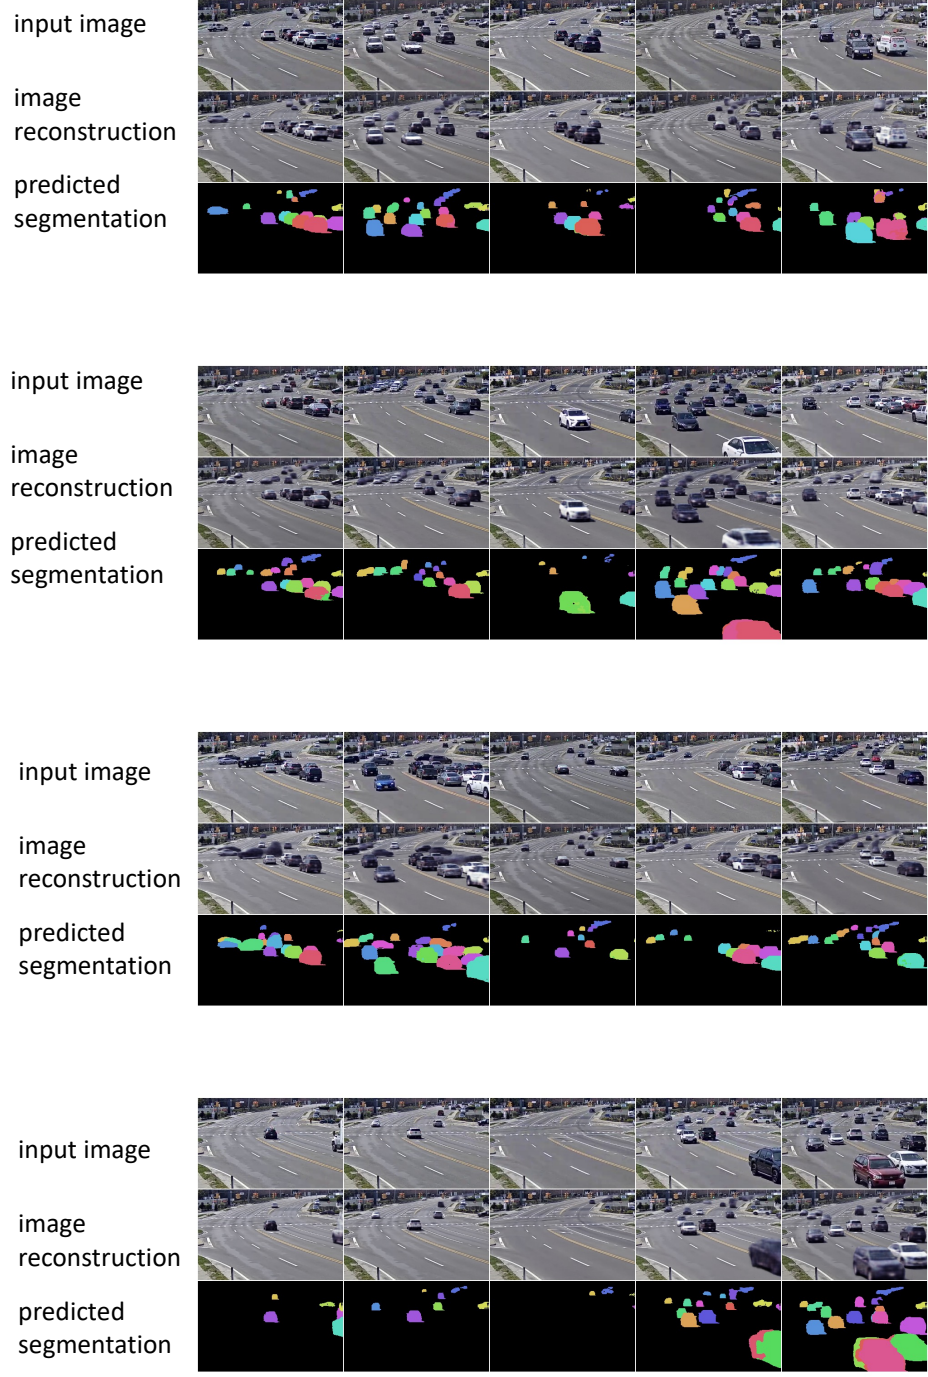 input image
image
reconstruction
predicted
segmentation
input image
image
reconstruction
predicted
segmentation
input image
image
reconstruction
predicted
segmentation
input image
image
reconstruction
predicted
segmentation